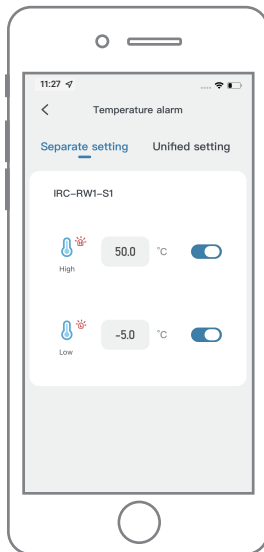 11:27
Temperature alarm
Separate setting Unified setting
IRC-RW1-S1
50.0 °C
High
-5.0 °C
Low